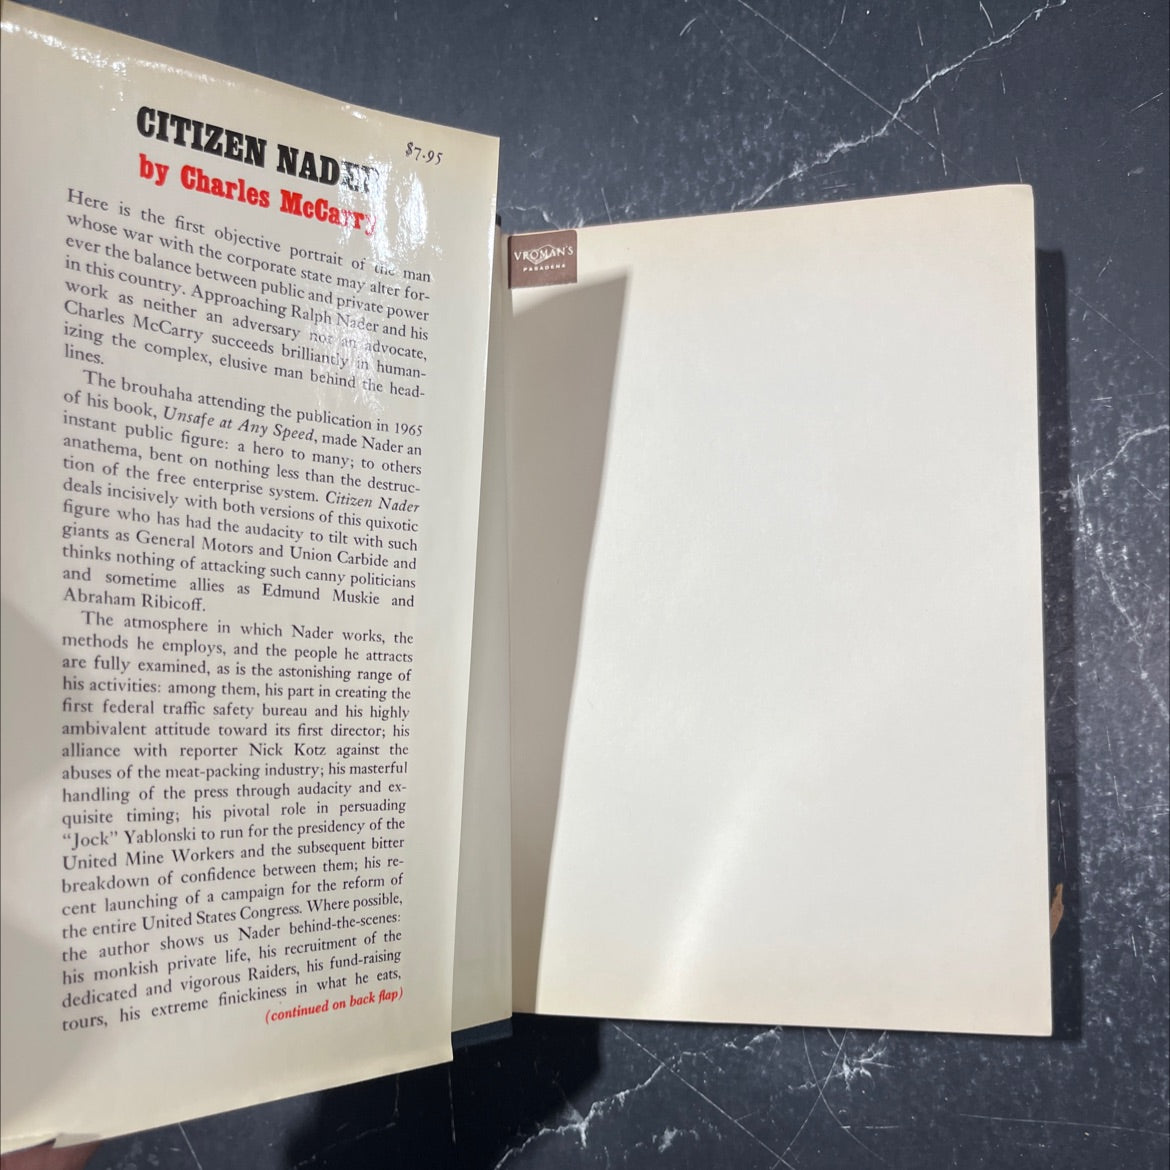 CITIZEN NADER
$7.95
by Charles McCarry
Here is the first objective portrait of the man
whose war with the corporate state may alter for-
ever the balance between public and private power
in this country. Approaching Ralph Nader and his
work as neither an adversary nor an advocate,
Charles McCarry succeeds brilliantly in human-
izing the complex, elusive man behind the head-
lines.
The brouhaha attending the publication in 1965
of his book, Unsafe at Any Speed, made Nader an
instant public figure: a hero to many; to others
anathema, bent on nothing less than the destruc-
tion of the free enterprise system. Citizen Nader
deals incisively with both versions of this quixotic
figure who has had the audacity to tilt with such
giants as General Motors and Union Carbide and
thinks nothing of attacking such canny politicians
and sometime allies as Edmund Muskie and
Abraham Ribicoff.
The atmosphere in which Nader works, the
methods he employs, and the people he attracts
are fully examined, as is the astonishing range of
his activities: among them, his part in creating the
first federal traffic safety bureau and his highly
ambivalent attitude toward its first director; his
alliance with reporter Nick Kotz against the
abuses of the meat-packing industry; his masterful
handling of the press through audacity and ex-
quisite timing; his pivotal role in persuading
“Jock” Yablonski to run for the presidency of the
United Mine Workers and the subsequent bitter
breakdown of confidence between them; his re-
cent launching of a campaign for the reform of
the entire United States Congress. Where possible,
the author shows us Nader behind-the-scenes:
his monkish private life, his recruitment of the
dedicated and vigorous Raiders, his fund-raising
tours, his extreme finickiness in what he eats,
(continued on back flap)
VROMAN'S
PASADENA